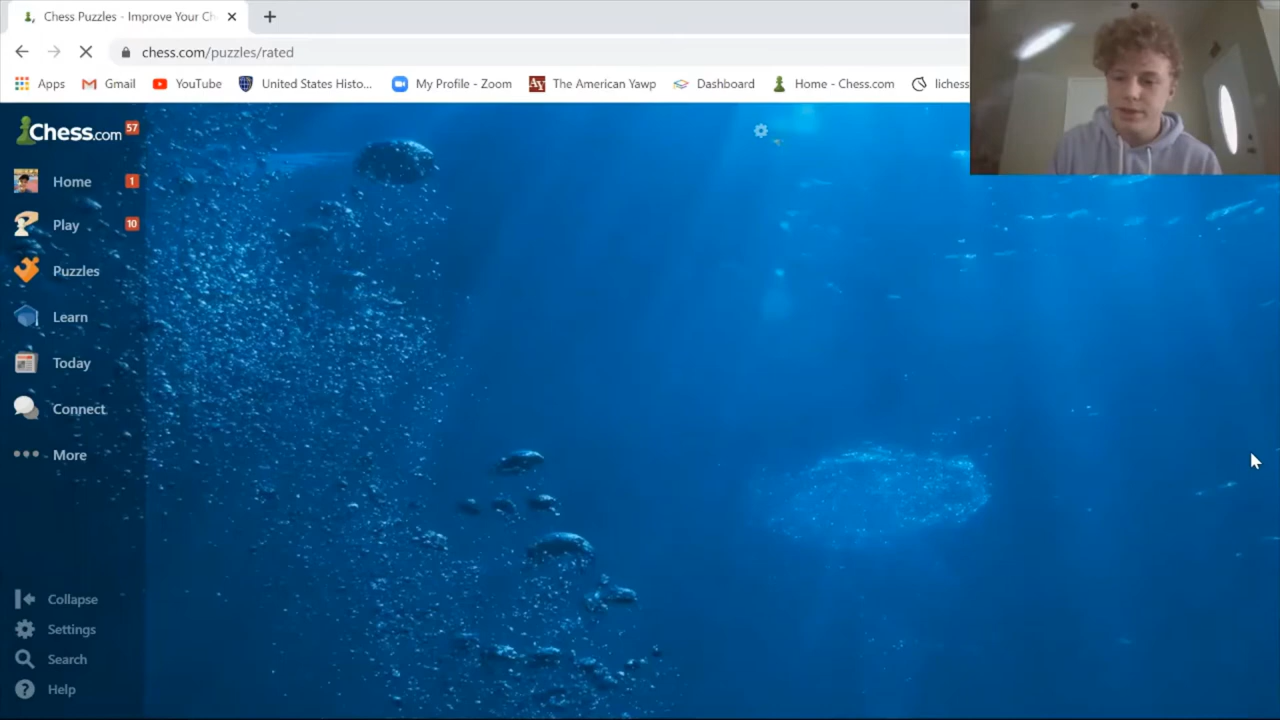 Chess Puzzles - Improve Your Ch
chess.com/puzzles/rated
Apps Gmail YouTube United States Histo... My Profile - Zoom AY The American Yawp Dashboard Home - Chess.com lichess
Chess.com 57
Home 1
Play 10
Puzzles
Learn
Today
Connect
More
Collapse
Settings
Search
Help